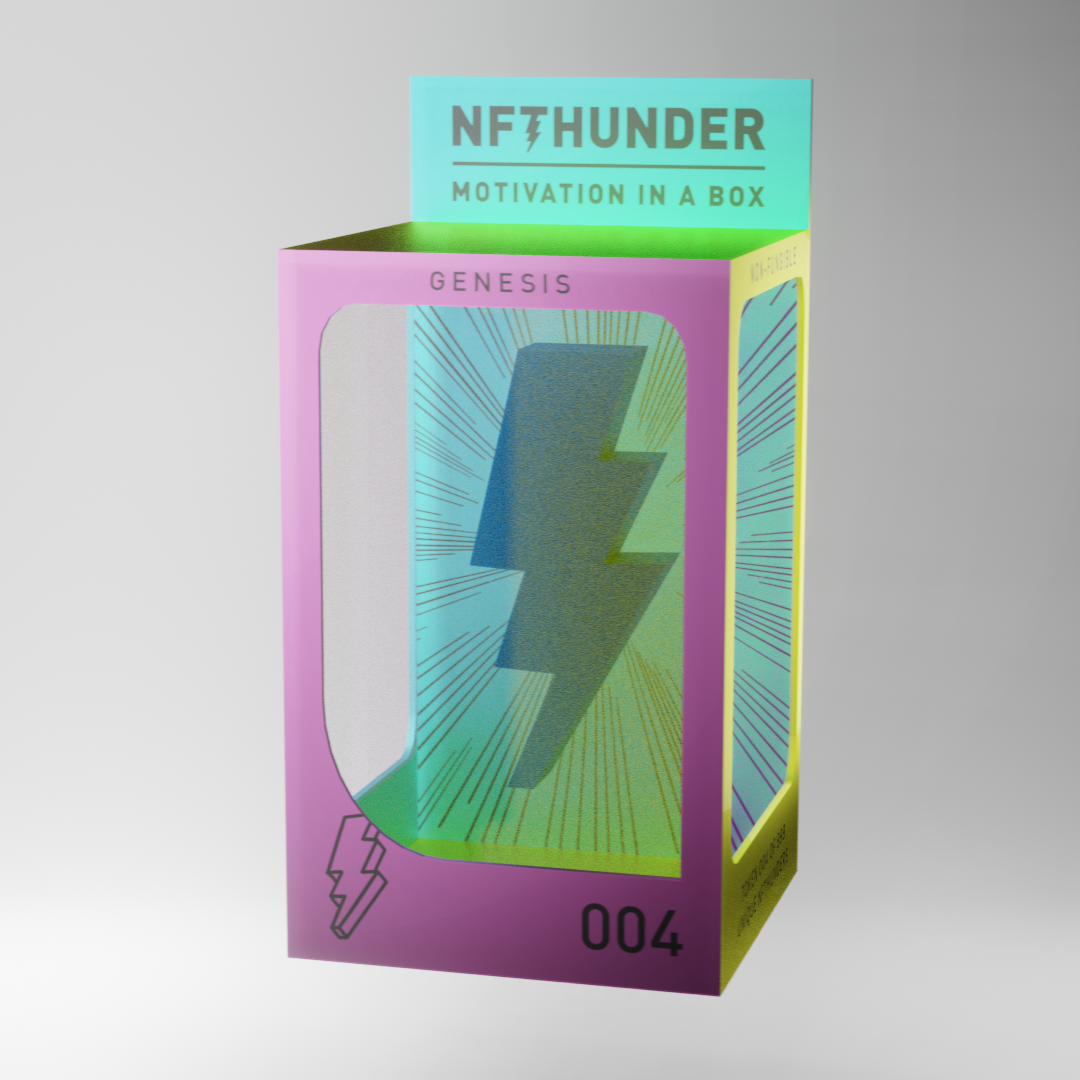 NFTHUNDER
MOTIVATION IN A BOX
GENESIS
NON-FUNGIBLE
004